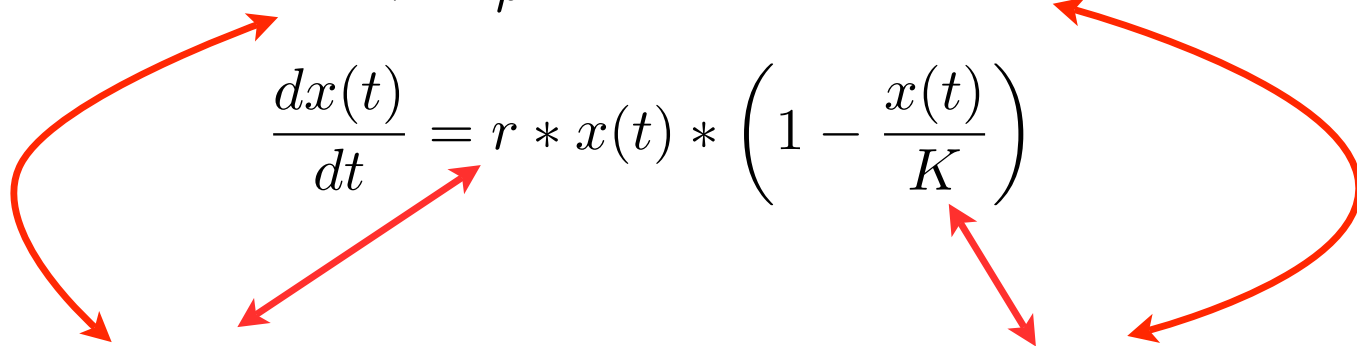 dx(t)/dt = r * x(t) * (1 − x(t)/K)